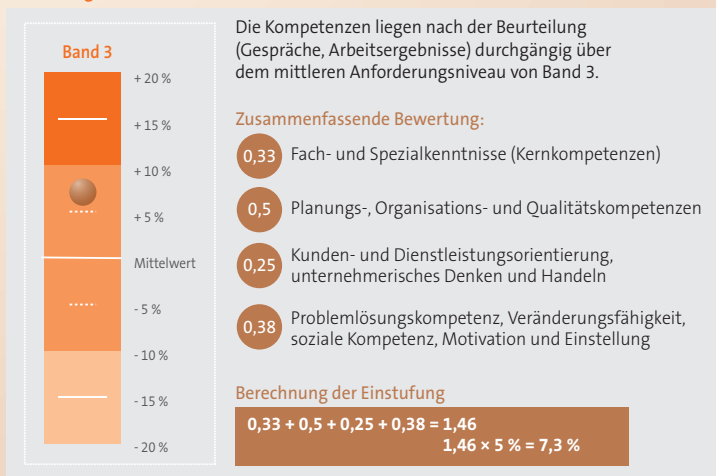 Band 3
+ 20 %
+ 15 %
+ 10 %
+ 5 %
Mittelwert
- 5 %
- 10 %
- 15 %
- 20 %
Die Kompetenzen liegen nach der Beurteilung
(Gespräche, Arbeitsergebnisse) durchgängig über
dem mittleren Anforderungsniveau von Band 3.
Zusammenfassende Bewertung:
0,33 Fach- und Spezialkenntnisse (Kernkompetenzen)
0,5 Planungs-, Organisations- und Qualitätskompetenzen
0,25 Kunden- und Dienstleistungsorientierung,
unternehmerisches Denken und Handeln
0,38 Problemlösungskompetenz, Veränderungsfähigkeit,
soziale Kompetenz, Motivation und Einstellung
Berechnung der Einstufung
0,33 + 0,5 + 0,25 + 0,38 = 1,46
1,46 × 5 % = 7,3 %